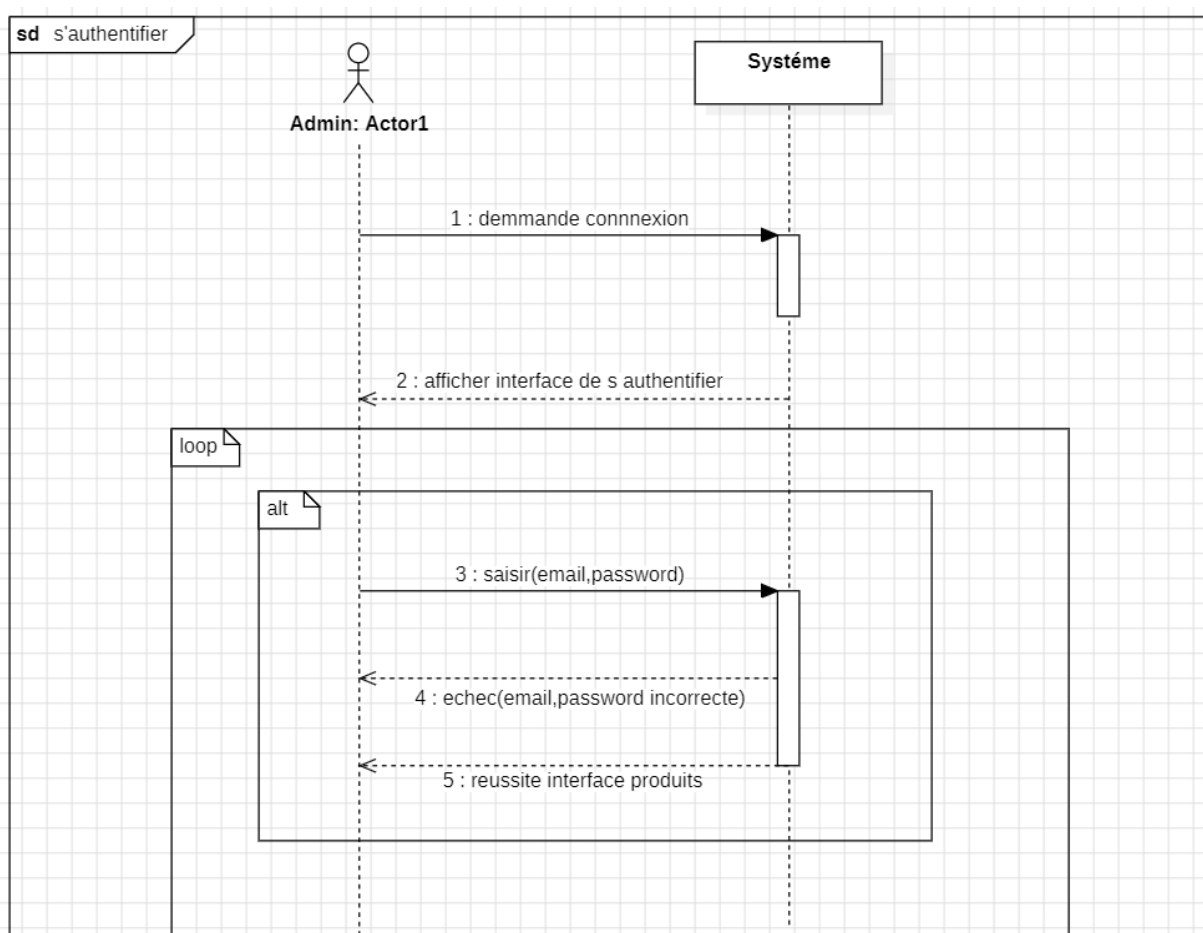 sd s'authentifier
Systéme
Admin: Actor1
1 : demmande connnexion
2 : afficher interface de s authentifier
loop
alt
3 : saisir(email,password)
4 : echec(email,password incorrecte)
5 : reussite interface produits